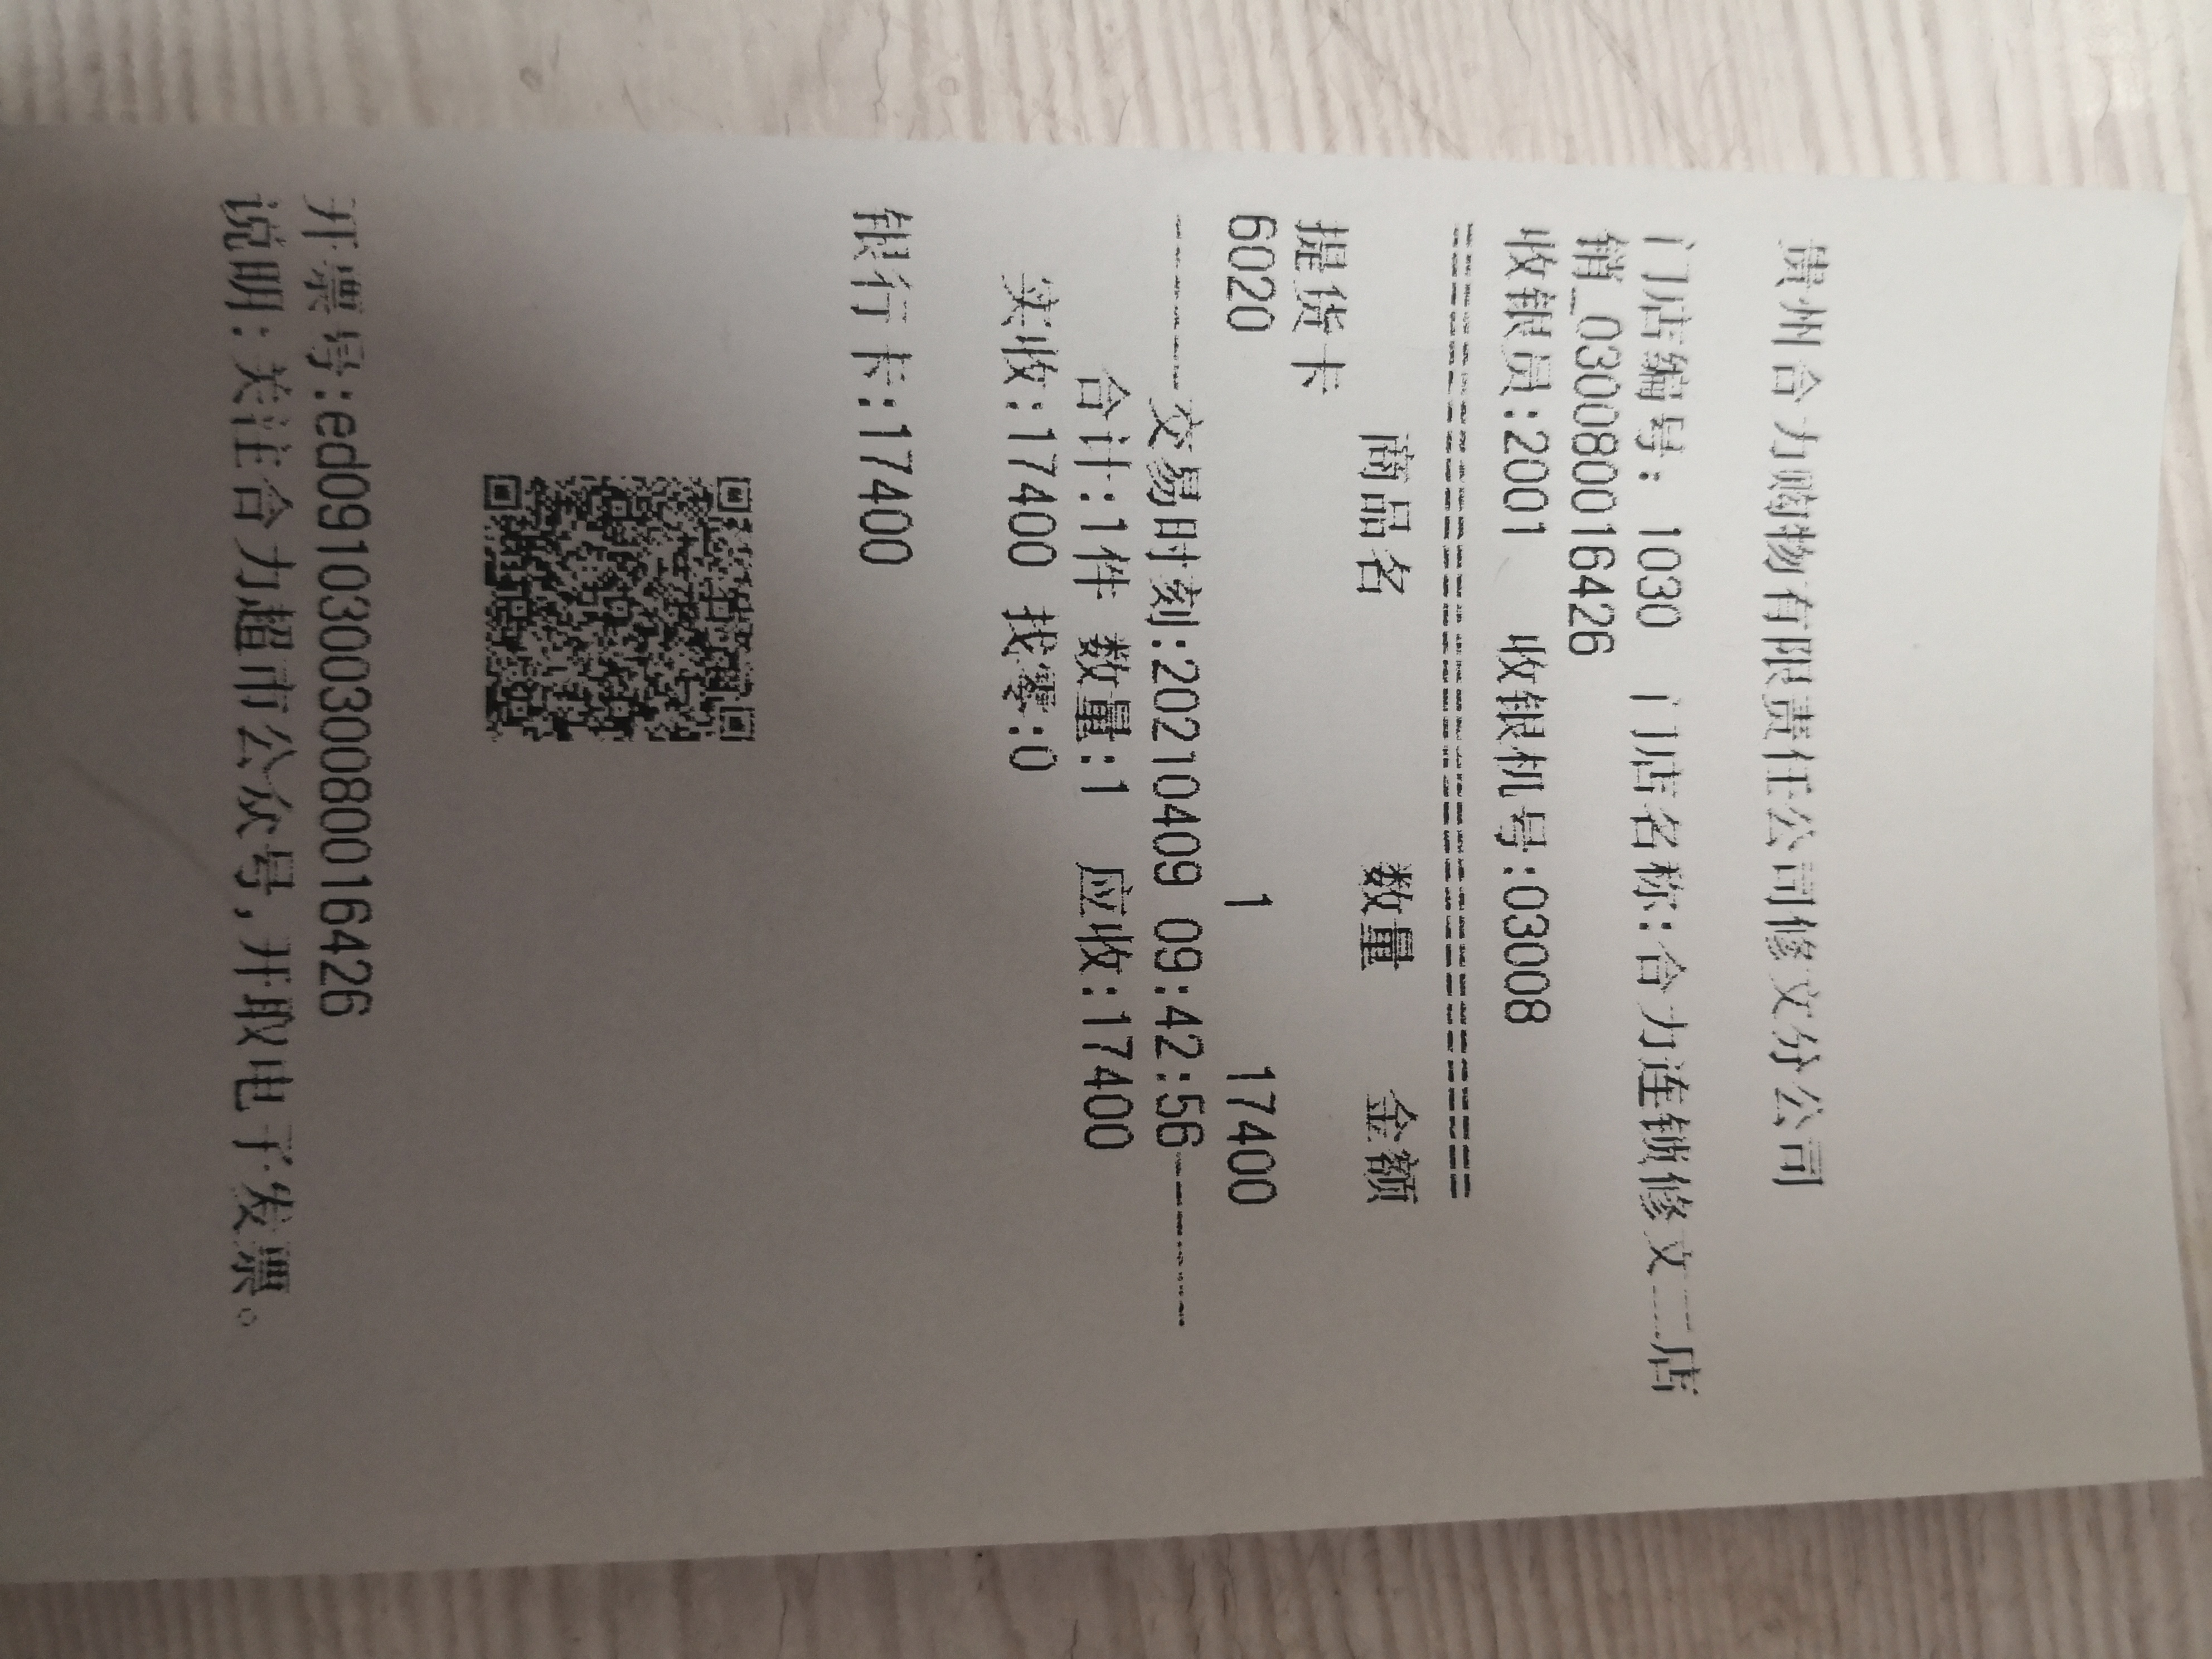 贵州合力购物有限责任公司修文分公司
门店编号: 1030 门店名称:合力连锁修文二店
销_030080016426
收银员:2001 收银机号:03008
==========================================
商品名 数量 金额
提货卡
6020 1 17400
--------交易时刻:20210409 09:42:56--------
合计:1件 数量:1 应收:17400
实收:17400 找零:0
银行卡:17400
开票号:ed091030030080016426
说明:关注合力超市公众号,开取电子发票。